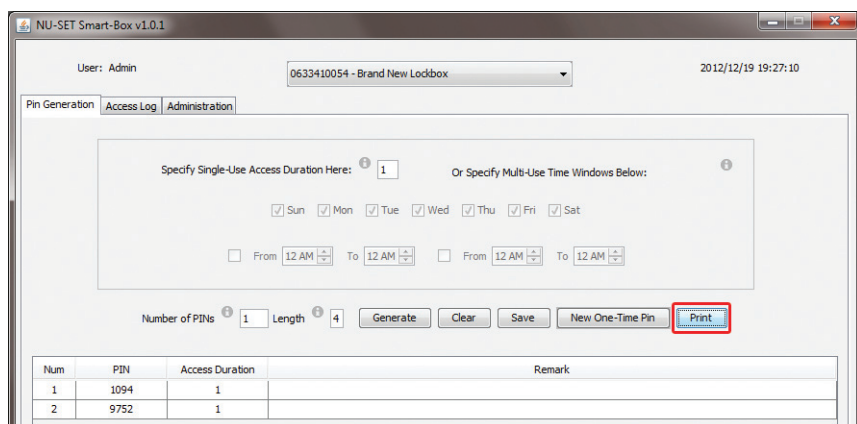 NU-SET Smart-Box v1.0.1
User: Admin 0633410054 - Brand New Lockbox 2012/12/19 19:27:10
Pin Generation Access Log Administration
Specify Single-Use Access Duration Here: 1 Or Specify Multi-Use Time Windows Below:
Sun Mon Tue Wed Thu Fri Sat
From 12 AM To 12 AM From 12 AM To 12 AM
Number of PINs 1 Length 4 Generate Clear Save New One-Time Pin Print
Num PIN Access Duration Remark
1 1094 1
2 9752 1